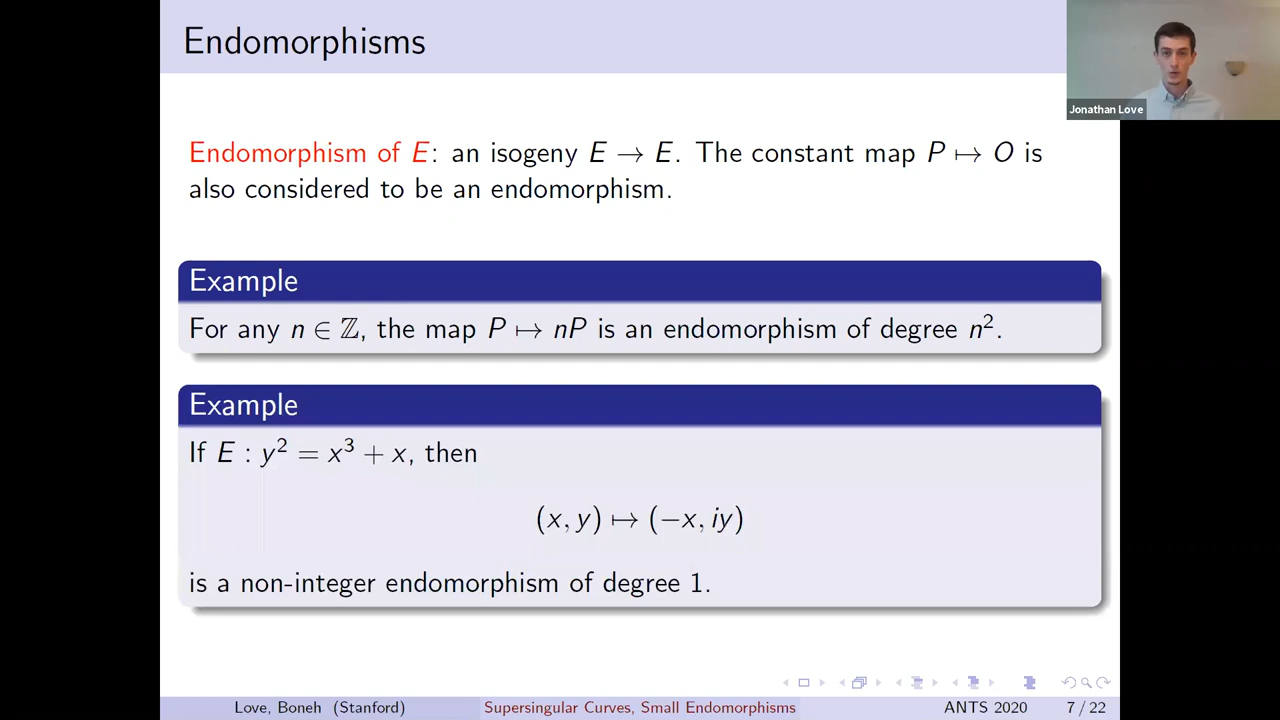 Endomorphisms
Jonathan Love
Endomorphism of E: an isogeny E → E. The constant map P ↦ O is
also considered to be an endomorphism.
Example
For any n ∈ ℤ, the map P ↦ nP is an endomorphism of degree n².
Example
If E : y² = x³ + x, then
(x, y) ↦ (−x, iy)
is a non-integer endomorphism of degree 1.
Love, Boneh (Stanford) Supersingular Curves, Small Endomorphisms ANTS 2020 7 / 22